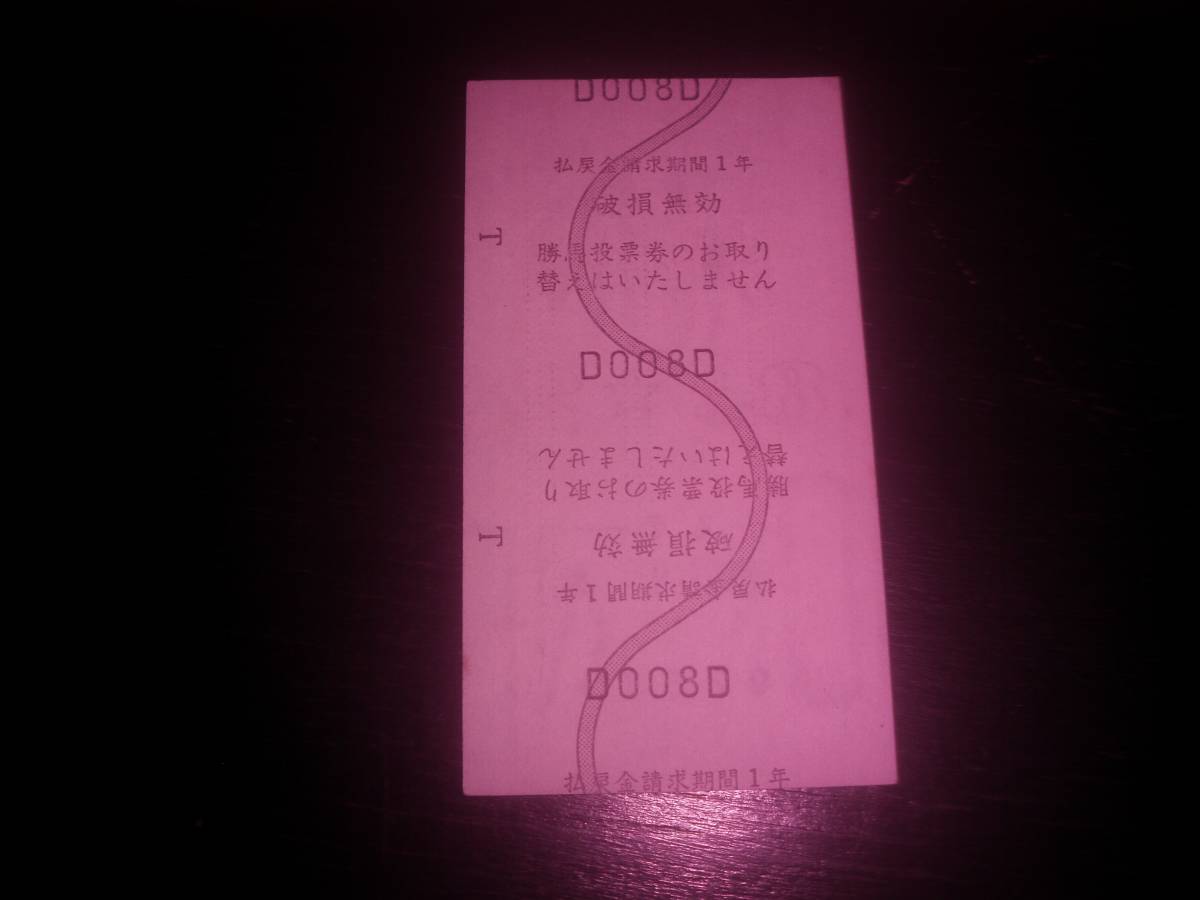 D008D
払戻金請求期間1年
破損無効
T
勝馬投票券のお取り
替えはいたしません
D008D
替えはいたしません
勝馬投票券のお取り
破損無効
T
払戻金請求期間1年
D008D
払戻金請求期間1年